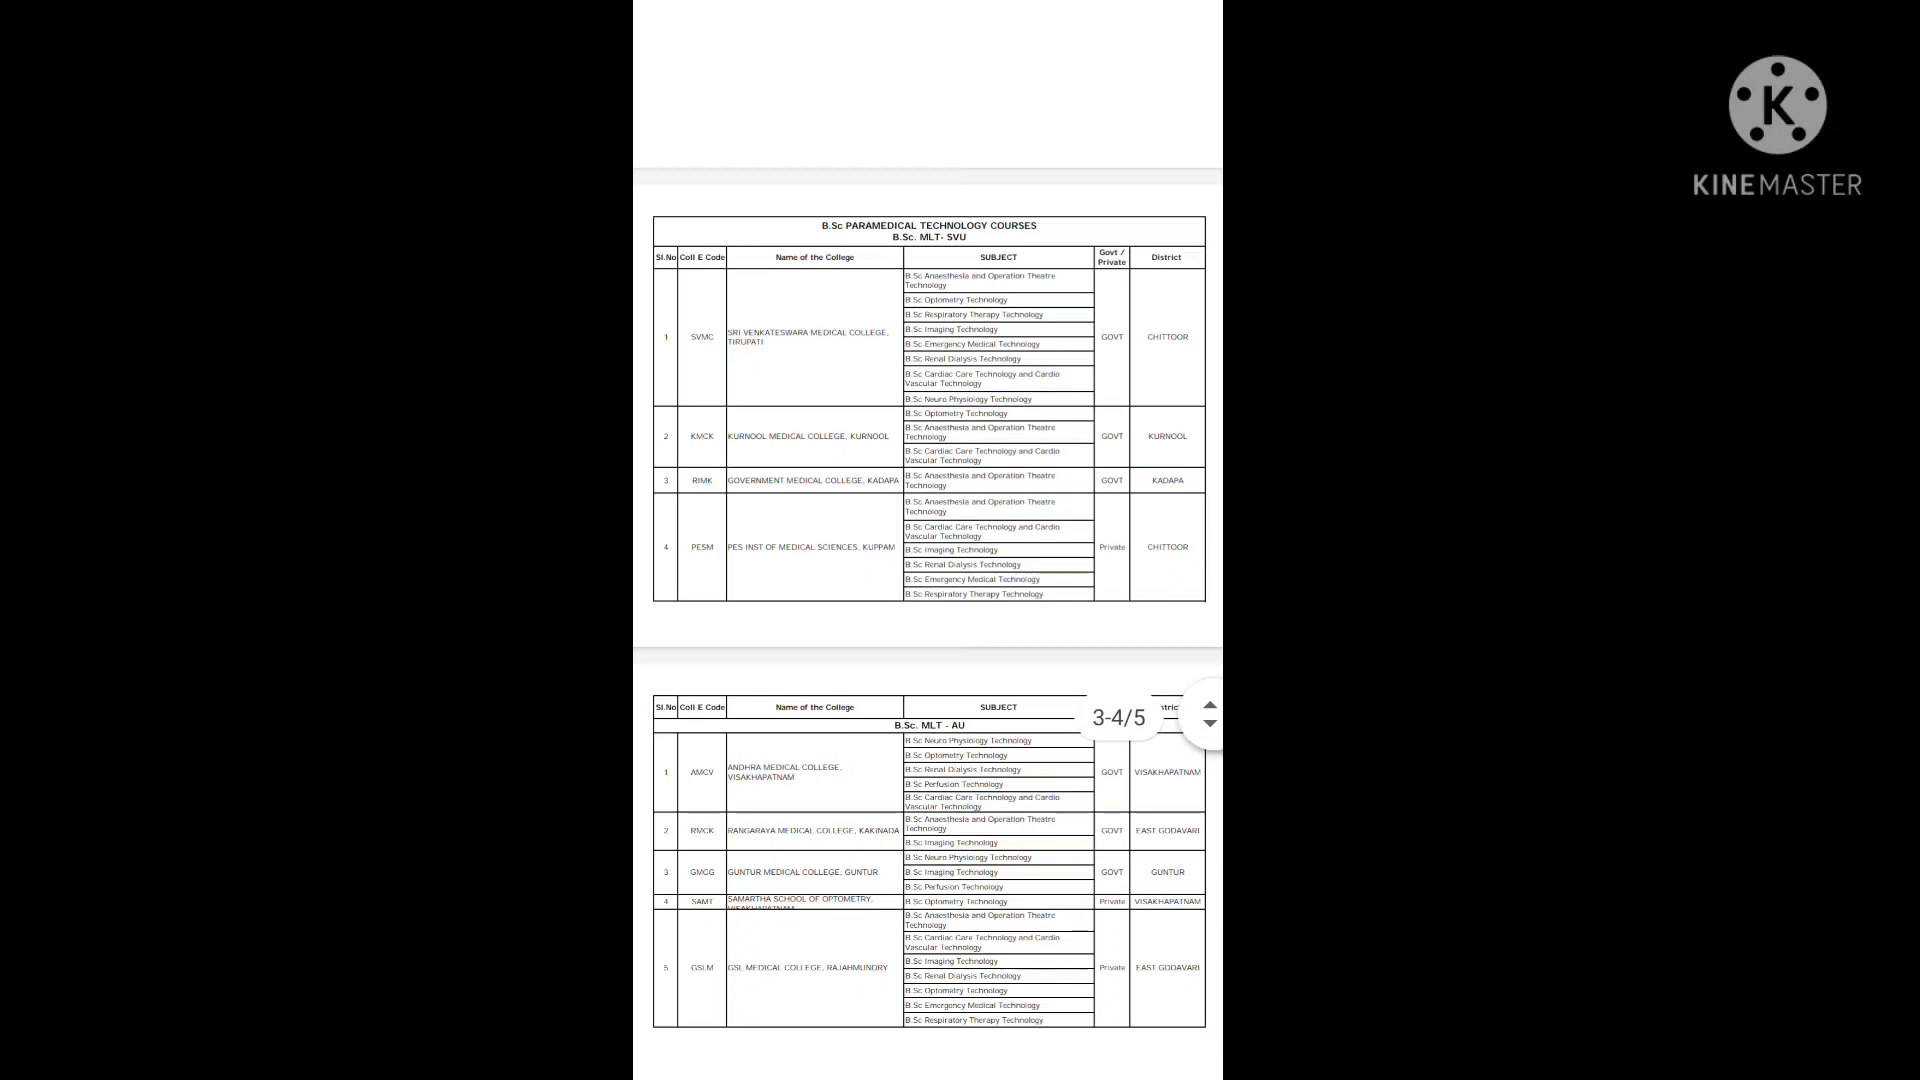 K
KINEMASTER
B.Sc PARAMEDICAL TECHNOLOGY COURSES
B.Sc. MLT- SVU
Sl.No Coll E Code Name of the College SUBJECT Govt / Private District
1 SVMC SRI VENKATESWARA MEDICAL COLLEGE, TIRUPATI GOVT CHITTOOR
B.Sc Anaesthesia and Operation Theatre
Technology
B.Sc Optometry Technology
B.Sc Respiratory Therapy Technology
B.Sc Imaging Technology
B.Sc Emergency Medical Technology
B.Sc Renal Dialysis Technology
B.Sc Cardiac Care Technology and Cardio
Vascular Technology
B.Sc Neuro Physiology Technology
2 KMCK KURNOOL MEDICAL COLLEGE, KURNOOL GOVT KURNOOL
B.Sc Optometry Technology
B.Sc Anaesthesia and Operation Theatre
Technology
B.Sc Cardiac Care Technology and Cardio
Vascular Technology
3 RIMK GOVERNMENT MEDICAL COLLEGE, KADAPA GOVT KADAPA
B.Sc Anaesthesia and Operation Theatre
Technology
4 PESM PES INST OF MEDICAL SCIENCES, KUPPAM Private CHITTOOR
B.Sc Anaesthesia and Operation Theatre
Technology
B.Sc Cardiac Care Technology and Cardio
Vascular Technology
B.Sc Imaging Technology
B.Sc Renal Dialysis Technology
B.Sc Emergency Medical Technology
B.Sc Respiratory Therapy Technology
Sl.No Coll E Code Name of the College SUBJECT
3-4/5
B.Sc. MLT - AU
1 AMCV ANDHRA MEDICAL COLLEGE, VISAKHAPATNAM GOVT VISAKHAPATNAM
B.Sc Neuro Physiology Technology
B.Sc Optometry Technology
B.Sc Renal Dialysis Technology
B.Sc Perfusion Technology
B.Sc Cardiac Care Technology and Cardio
Vascular Technology
2 RMCK RANGARAYA MEDICAL COLLEGE, KAKINADA GOVT EAST GODAVARI
B.Sc Anaesthesia and Operation Theatre
Technology
B.Sc Imaging Technology
3 GMCG GUNTUR MEDICAL COLLEGE, GUNTUR GOVT GUNTUR
B.Sc Neuro Physiology Technology
B.Sc Imaging Technology
B.Sc Perfusion Technology
4 SAMT SAMARTHA SCHOOL OF OPTOMETRY, B.Sc Optometry Technology Private VISAKHAPATNAM
5 GSLM GSL MEDICAL COLLEGE, RAJAHMUNDRY Private EAST GODAVARI
B.Sc Anaesthesia and Operation Theatre
Technology
B.Sc Cardiac Care Technology and Cardio
Vascular Technology
B.Sc Imaging Technology
B.Sc Renal Dialysis Technology
B.Sc Optometry Technology
B.Sc Emergency Medical Technology
B.Sc Respiratory Therapy Technology